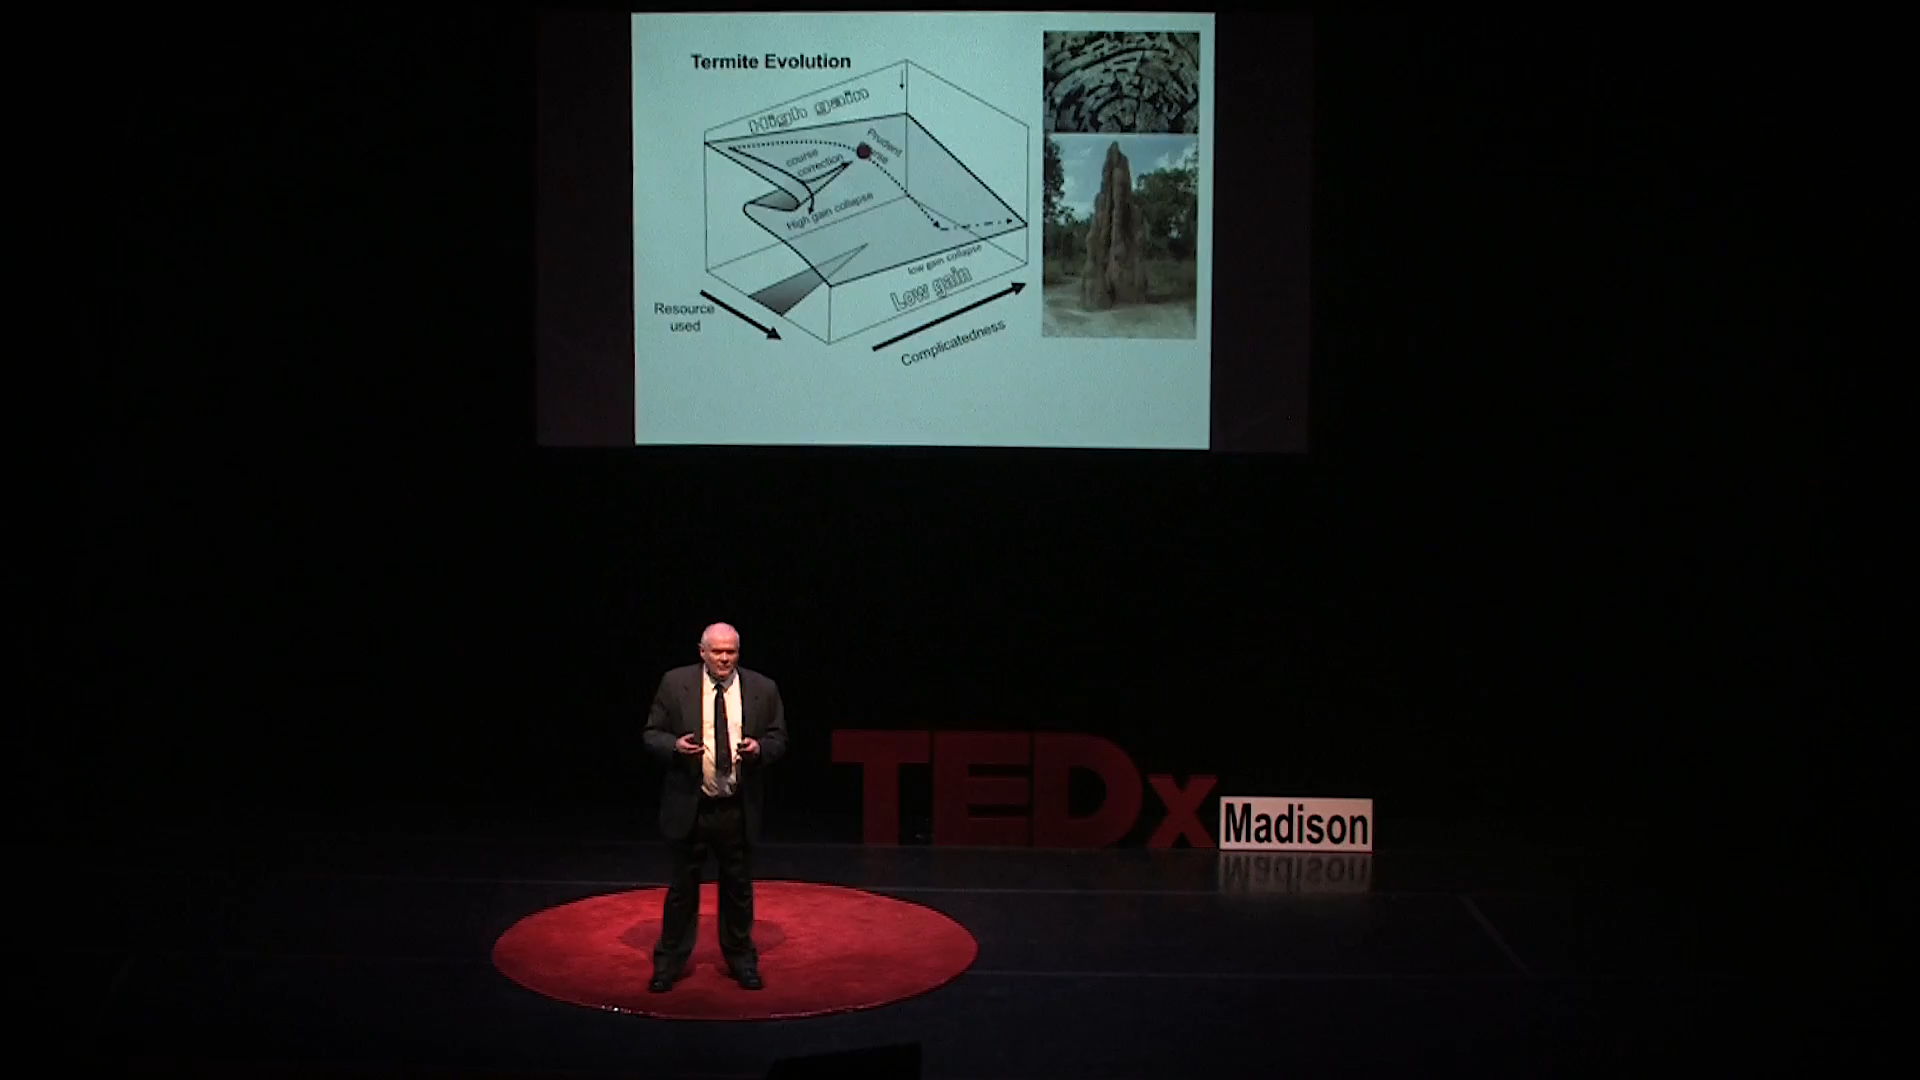 Termite Evolution
High gain
Prudent
course
correction
High gain collapse
low gain collapse
Low gain
Resource
used
Complicatedness
TEDx
Madison